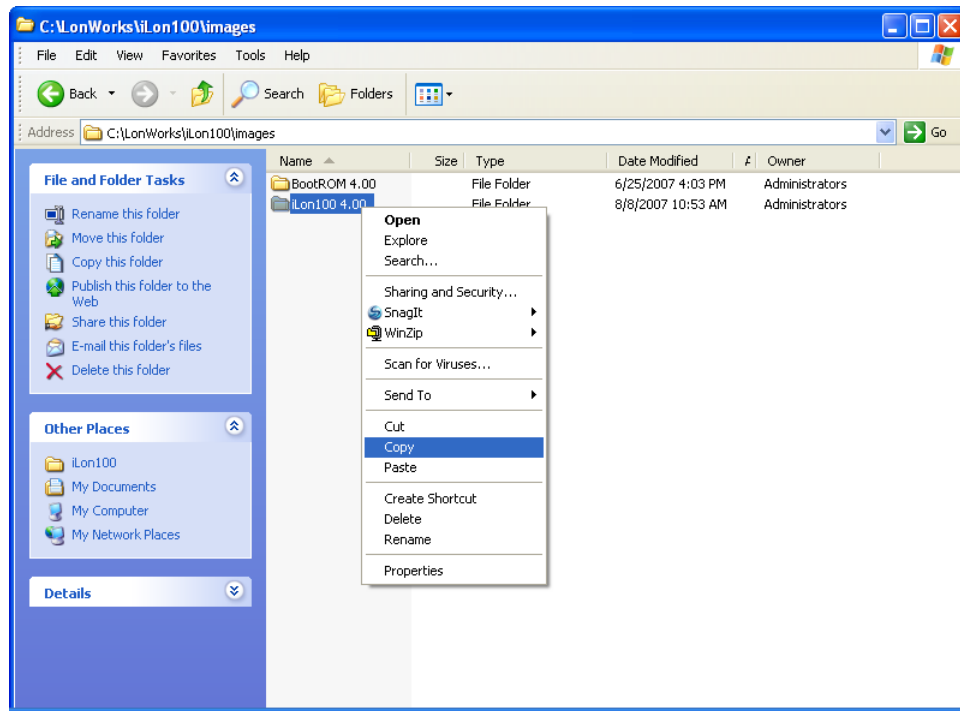 C:\LonWorks\iLon100\images
File Edit View Favorites Tools Help
Back Search Folders
Address C:\LonWorks\iLon100\images Go
Name Size Type Date Modified A Owner
File and Folder Tasks
Rename this folder
Move this folder
Copy this folder
Publish this folder to the
Web
Share this folder
E-mail this folder's files
Delete this folder
Other Places
iLon100
My Documents
My Computer
My Network Places
Details
BootROM 4.00 File Folder 6/25/2007 4:03 PM Administrators
iLon100 4.00 File Folder 8/8/2007 10:53 AM Administrators
Open
Explore
Search...
Sharing and Security...
SnagIt
WinZip
Scan for Viruses...
Send To
Cut
Copy
Paste
Create Shortcut
Delete
Rename
Properties